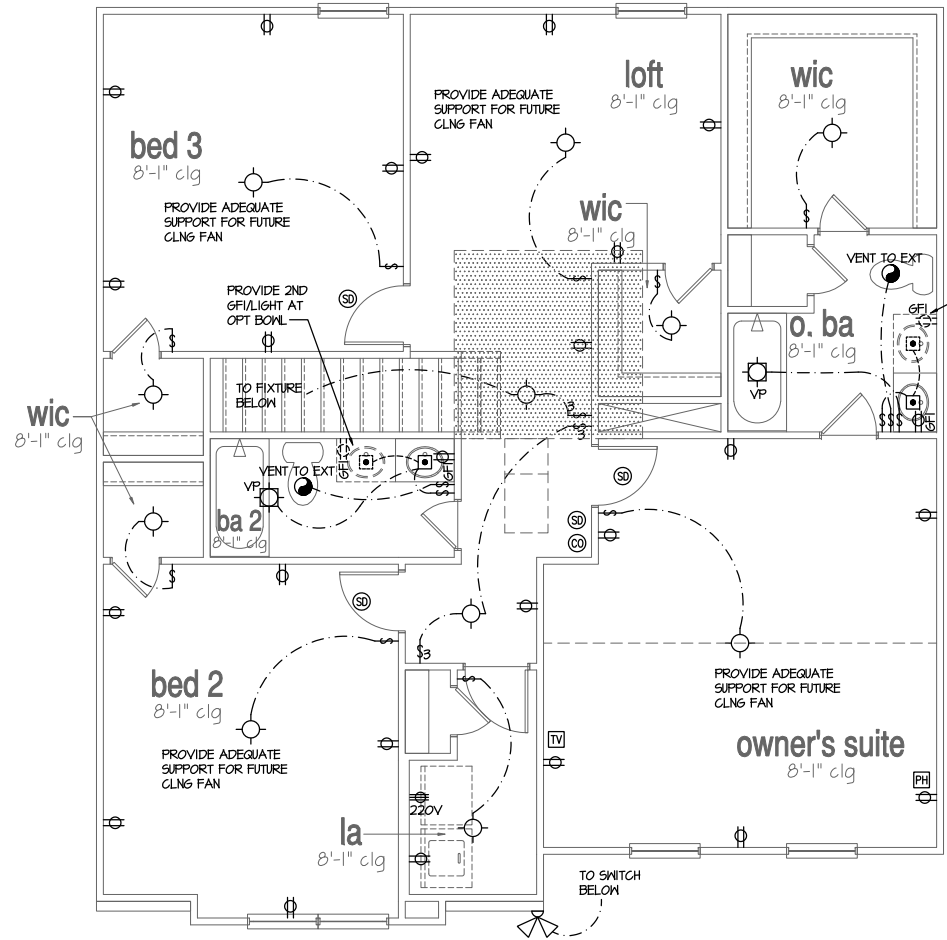 loft
8'-1" clg
PROVIDE ADEQUATE
SUPPORT FOR FUTURE
CLNG FAN
wic
8'-1" clg
bed 3
8'-1" clg
PROVIDE ADEQUATE
SUPPORT FOR FUTURE
CLNG FAN
wic
8'-1" clg
S
S
S
S
VENT TO EXT
PROVIDE 2ND
GFI/LIGHT AT
OPT BOWL
SD
GFI
o. ba
8'-1" clg
S
VP
TO FIXTURE
BELOW
wic
8'-1" clg
3
S
S
3
SSS
S
GFI
GFI
VENT TO EXT
GFI
VP
S
S
SD
ba 2
8'-1" clg
SD
CO
S
S
SD
S
S3
bed 2
8'-1" clg
S
PROVIDE ADEQUATE
SUPPORT FOR FUTURE
CLNG FAN
PROVIDE ADEQUATE
SUPPORT FOR FUTURE
CLNG FAN
TV
owner's suite
8'-1" clg
PH
220V
la
8'-1" clg
TO SWITCH
BELOW